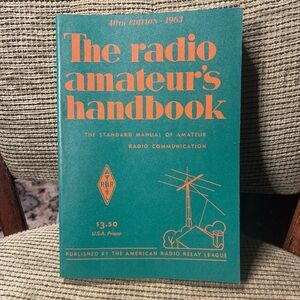 40TH EDITION - 1963
The radio
amateur's
handbook
THE STANDARD MANUAL OF AMATEUR
RADIO COMMUNICATION
$3.50
U.S.A. Proper
PUBLISHED BY THE AMERICAN RADIO RELAY LEAGUE